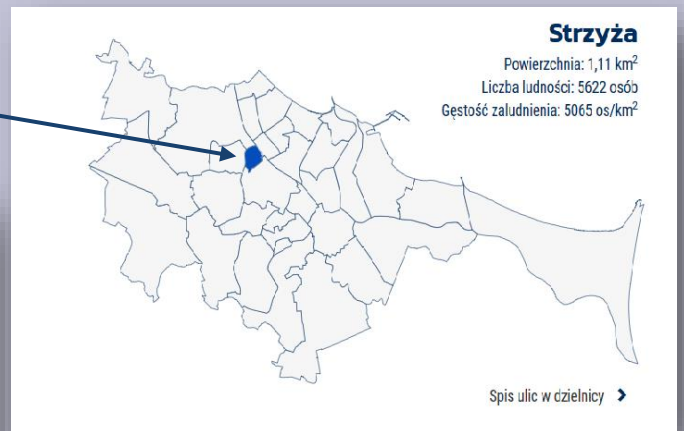 Strzyża
Powierzchnia: 1,11 km²
Liczba ludności: 5622 osób
Gęstość zaludnienia: 5065 os/km²
Spis ulic w dzielnicy